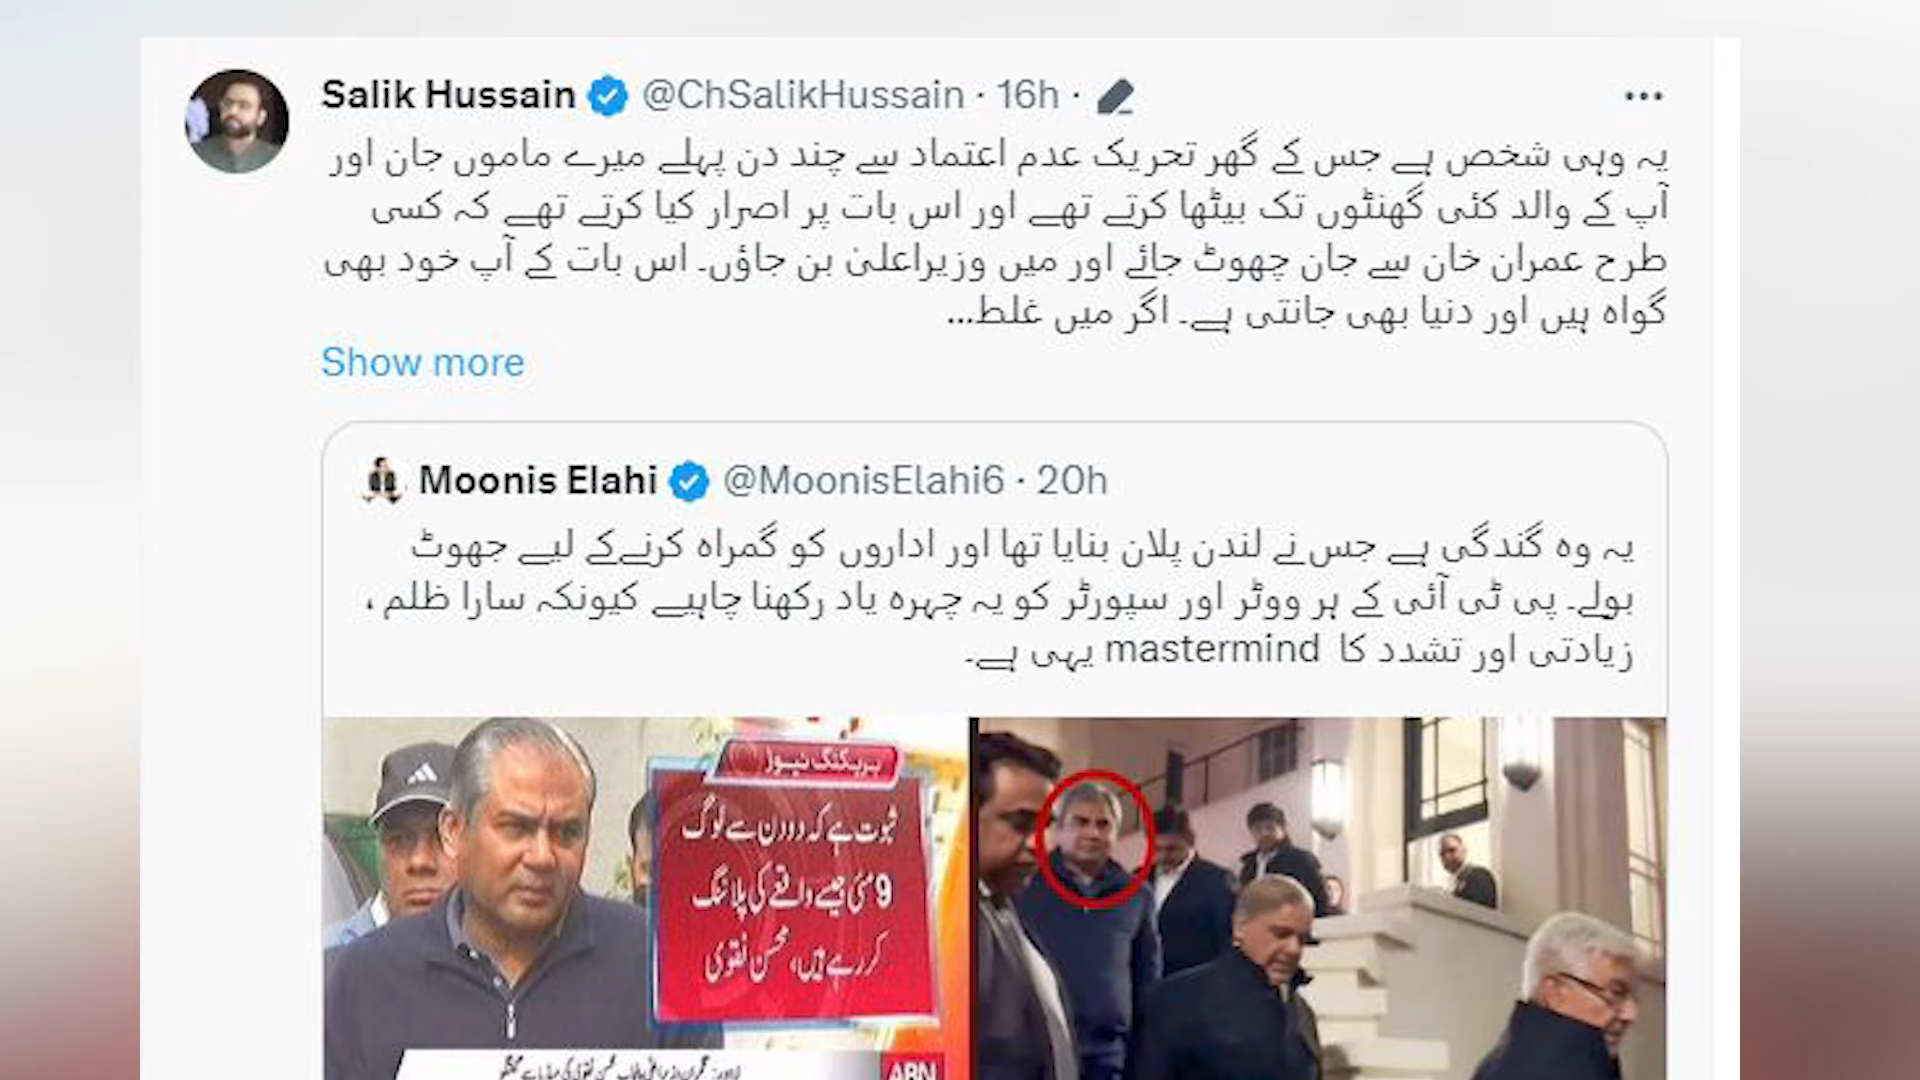 Salik Hussain @ChSalikHussain · 16h ·
یہ وہی شخص ہے جس کے گھر تحریک عدم اعتماد سے چند دن پہلے میرے ماموں جان اور
آپ کے والد کئی گھنٹوں تک بیٹھا کرتے تھے اور اس بات پر اصرار کیا کرتے تھے کہ کسی
طرح عمران خان سے جان چھوٹ جائے اور میں وزیراعلیٰ بن جاؤں۔ اس بات کے آپ خود بھی
گواہ ہیں اور دنیا بھی جانتی ہے۔ اگر میں غلط...
Show more
Moonis Elahi @MoonisElahi6 · 20h
یہ وہ گندگی ہے جس نے لندن پلان بنایا تھا اور اداروں کو گمراہ کرنےکے لیے جھوٹ
بولے۔ پی ٹی آئی کے ہر ووٹر اور سپورٹر کو یہ چہرہ یاد رکھنا چاہیے کیونکہ سارا ظلم ،
زیادتی اور تشدد کا mastermind یہی ہے۔
بریکنگ نیوز
ثبوت ہے کہ دو دن سے لوگ
9 مئی جیسے واقعے کی پلاننگ
کر رہے ہیں، محسن نقوی